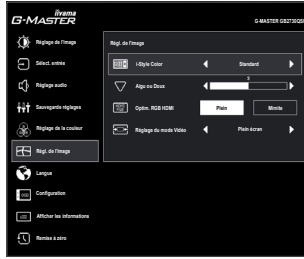 iiyama
G-MASTER
G-MASTER GB2730QSU
Réglage de l'image
Sélect. entrée
Réglage audio
Sauvegarde réglages
Réglage de la couleur
Régl. de l'image
Langue
Configuration
Afficher les informations
Remise à zéro
Régl. de l'image
i-Style Color
Standard
Aigu ou Doux
3
Optim. RGB HDMI
Plein
Mimite
Réglage du mode Vidéo
Plein écran